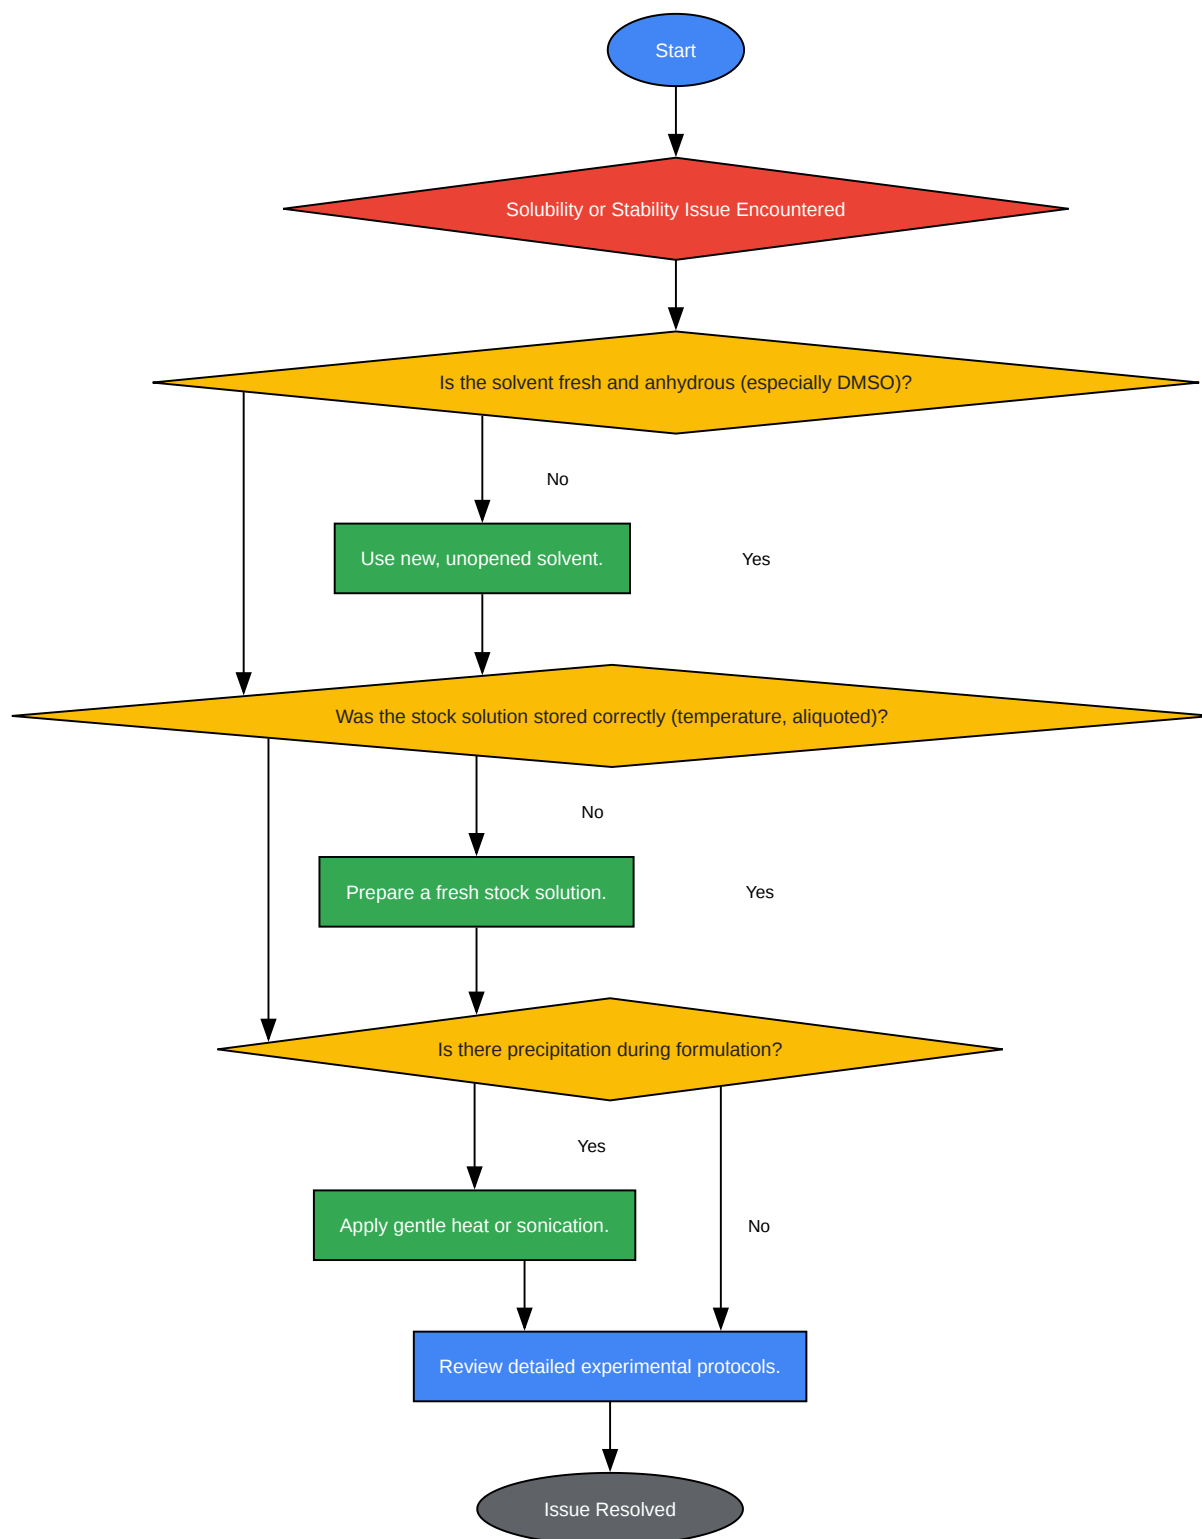 Start
Solubility or Stability Issue Encountered
Is the solvent fresh and anhydrous (especially DMSO)?
No
Use new, unopened solvent.
Yes
Was the stock solution stored correctly (temperature, aliquoted)?
No
Prepare a fresh stock solution.
Yes
Is there precipitation during formulation?
Yes
Apply gentle heat or sonication.
No
Review detailed experimental protocols.
Issue Resolved